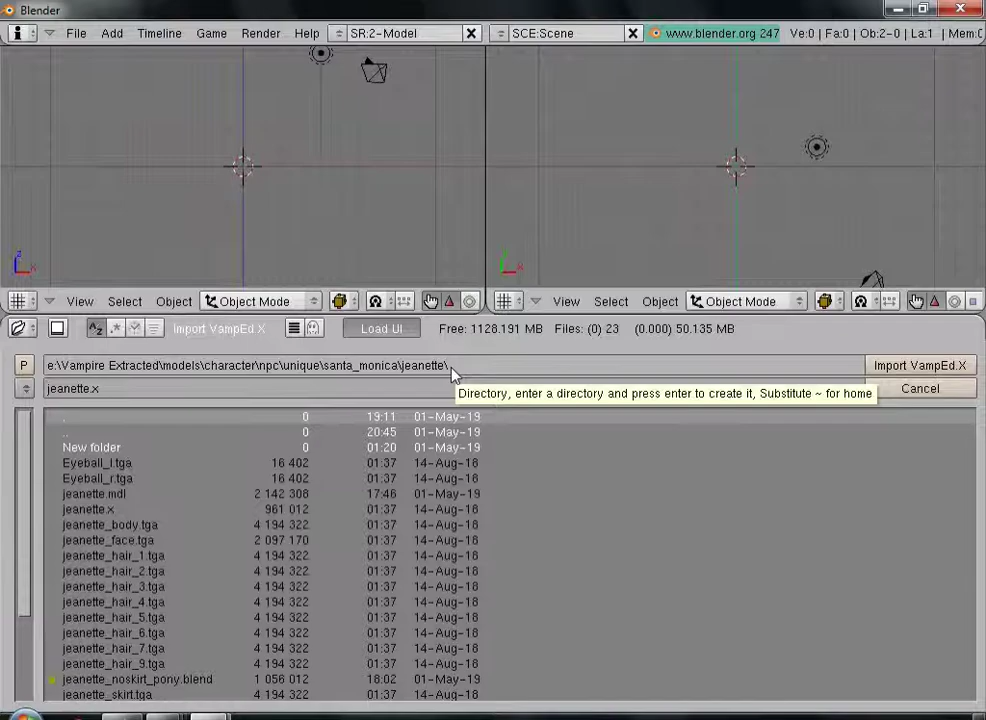 Blender
File Add Timeline Game Render Help SR:2-Model SCE:Scene www.blender.org 247 Ve:0 | Fa:0 | Ob:2-0 | La:1 | Mem:0
View Select Object Object Mode View Select Object Object Mode
Import VampEd X Load UI Free: 1128.191 MB Files: (0) 23 (0.000) 50.135 MB
P e:\Vampire Extracted\models\character\npc\unique\santa_monica\jeanette\ Import VampEd.X
jeanette.x Cancel
Directory, enter a directory and press enter to create it, Substitute ~ for home
. 0 19:11 01-May-19
.. 0 20:45 01-May-19
New folder 0 01:20 01-May-19
Eyeball_l.tga 16 402 01:37 14-Aug-18
Eyeball_r.tga 16 402 01:37 14-Aug-18
jeanette.mdl 2 142 308 17:46 01-May-19
jeanette.x 961 012 01:37 14-Aug-18
jeanette_body.tga 4 194 322 01:37 14-Aug-18
jeanette_face.tga 2 097 170 01:37 14-Aug-18
jeanette_hair_1.tga 4 194 322 01:37 14-Aug-18
jeanette_hair_2.tga 4 194 322 01:37 14-Aug-18
jeanette_hair_3.tga 4 194 322 01:37 14-Aug-18
jeanette_hair_4.tga 4 194 322 01:37 14-Aug-18
jeanette_hair_5.tga 4 194 322 01:37 14-Aug-18
jeanette_hair_6.tga 4 194 322 01:37 14-Aug-18
jeanette_hair_7.tga 4 194 322 01:37 14-Aug-18
jeanette_hair_9.tga 4 194 322 01:37 14-Aug-18
jeanette_noskirt_pony.blend 1 056 012 18:02 01-May-19
jeanette_skirt.tga 4 194 322 01:37 14-Aug-18